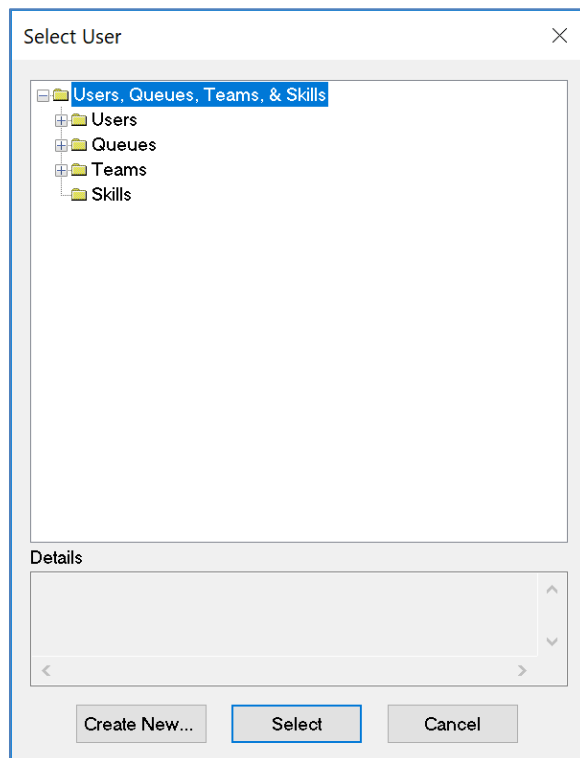 Select User
Users, Queues, Teams, & Skills
Users
Queues
Teams
Skills
Details
Create New... Select Cancel